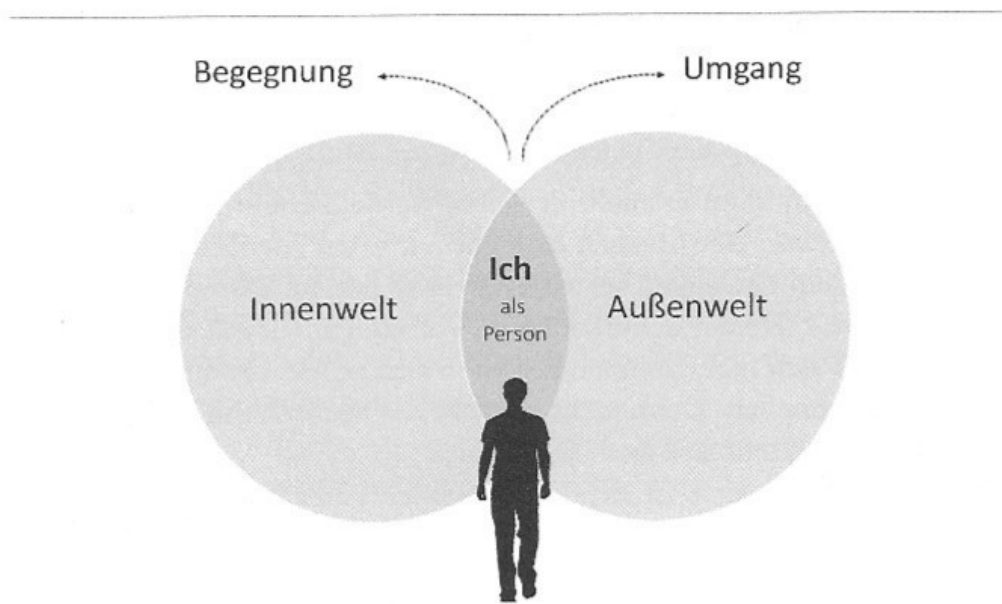 Begegnung
Umgang
Innenwelt
Ich
als
Person
Außenwelt